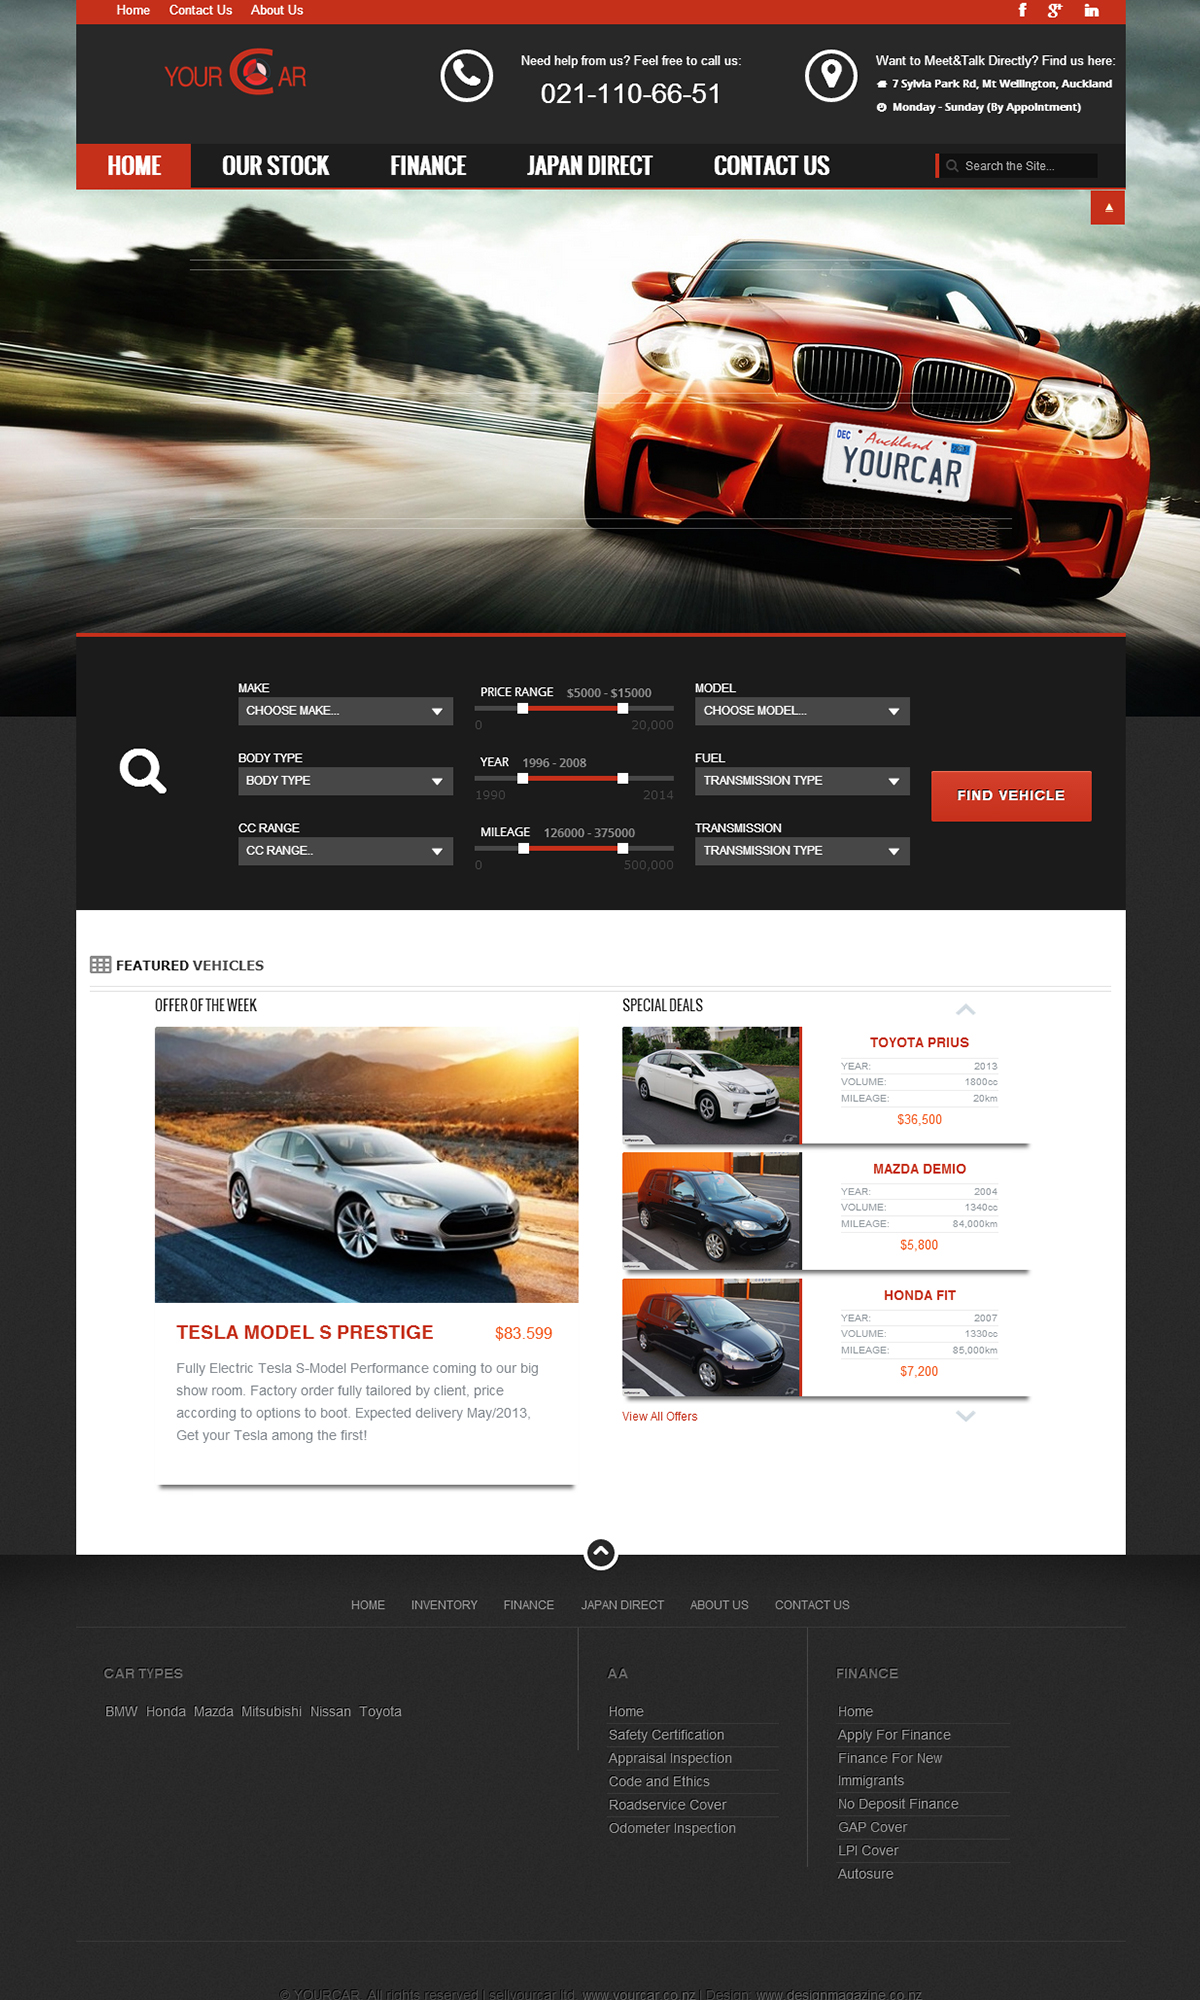 Home Contact Us About Us
YOUR CAR
Need help from us? Feel free to call us:
021-110-66-51
Want to Meet&Talk Directly? Find us here:
7 Sylvia Park Rd, Mt Wellington, Auckland
Monday - Sunday (By Appointment)
HOME OUR STOCK FINANCE JAPAN DIRECT CONTACT US Search the Site...
DEC Auckland
YOURCAR
MAKE
CHOOSE MAKE...
PRICE RANGE $5000 - $15000
0 20,000
MODEL
CHOOSE MODEL...
BODY TYPE
BODY TYPE
YEAR 1996 - 2008
1990 2014
FUEL
TRANSMISSION TYPE
CC RANGE
CC RANGE..
MILEAGE 126000 - 375000
0 500,000
TRANSMISSION
TRANSMISSION TYPE
FIND VEHICLE
FEATURED VEHICLES
OFFER OF THE WEEK
TESLA MODEL S PRESTIGE $83.599
Fully Electric Tesla S-Model Performance coming to our big
show room. Factory order fully tailored by client, price
according to options to boot. Expected delivery May/2013,
Get your Tesla among the first!
SPECIAL DEALS
TOYOTA PRIUS
YEAR: 2013
VOLUME: 1800cc
MILEAGE: 20km
$36,500
MAZDA DEMIO
YEAR: 2004
VOLUME: 1340cc
MILEAGE: 84,000km
$5,800
HONDA FIT
YEAR: 2007
VOLUME: 1330cc
MILEAGE: 85,000km
$7,200
View All Offers
HOME INVENTORY FINANCE JAPAN DIRECT ABOUT US CONTACT US
CAR TYPES
BMW Honda Mazda Mitsubishi Nissan Toyota
AA
Home
Safety Certification
Appraisal Inspection
Code and Ethics
Roadservice Cover
Odometer Inspection
FINANCE
Home
Apply For Finance
Finance For New
Immigrants
No Deposit Finance
GAP Cover
LPI Cover
Autosure
© YOURCAR. All rights reserved | sellyourcar ltd. www.yourcar.co.nz | Design: www.designmagazine.co.nz